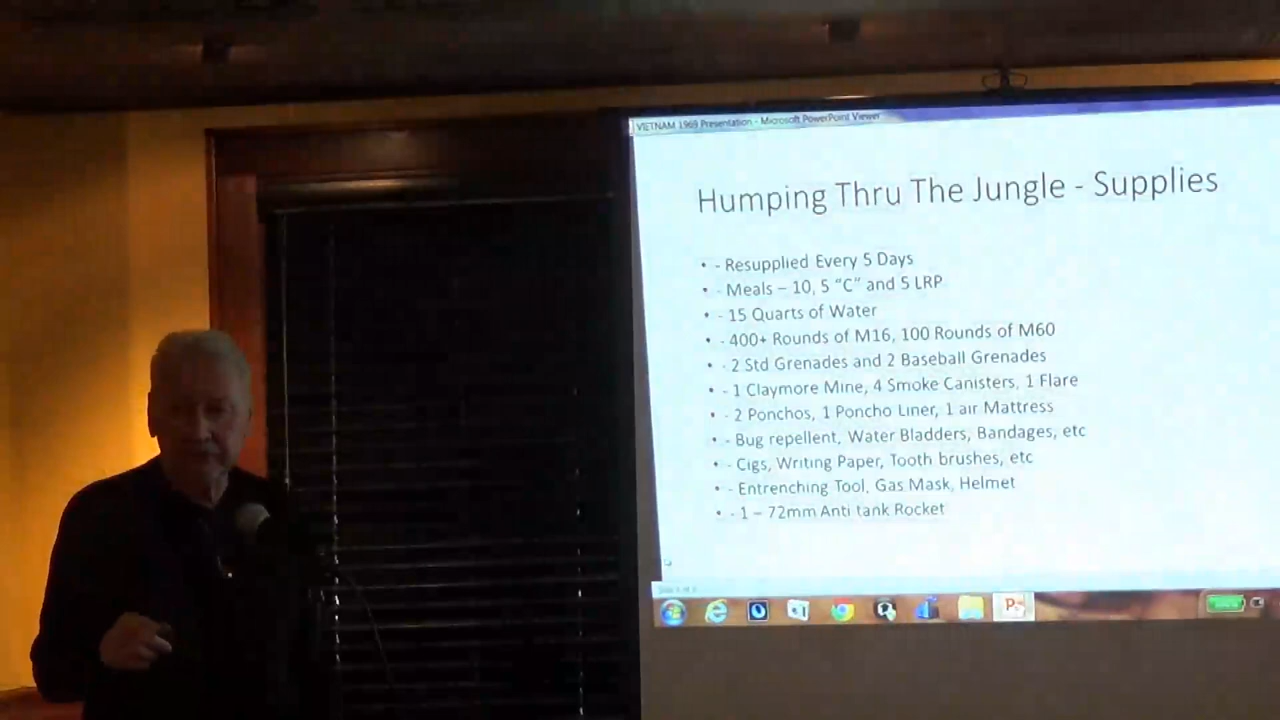 VIETNAM 1969 Presentation - Microsoft PowerPoint Viewer
Humping Thru The Jungle - Supplies
• - Resupplied Every 5 Days
• - Meals – 10, 5 “C” and 5 LRP
• - 15 Quarts of Water
• - 400+ Rounds of M16, 100 Rounds of M60
• - 2 Std Grenades and 2 Baseball Grenades
• - 1 Claymore Mine, 4 Smoke Canisters, 1 Flare
• - 2 Ponchos, 1 Poncho Liner, 1 air Mattress
• - Bug repellent, Water Bladders, Bandages, etc
• - Cigs, Writing Paper, Tooth brushes, etc
• - Entrenching Tool, Gas Mask, Helmet
• - 1 – 72mm Anti tank Rocket